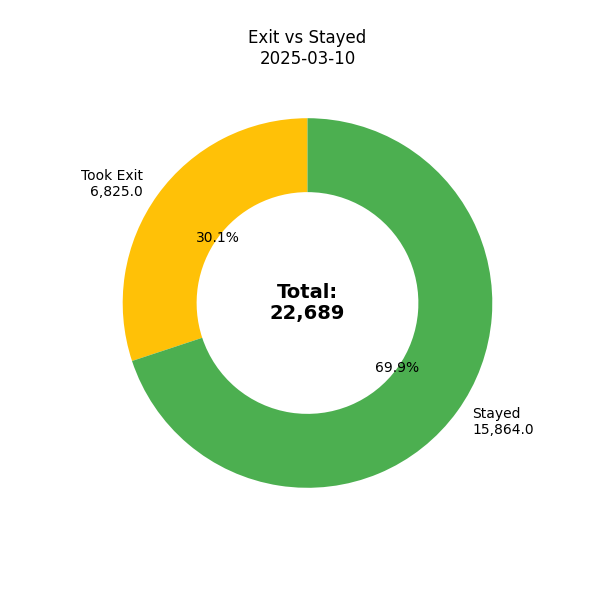 Exit vs Stayed
2025-03-10
Took Exit
6,825.0
30.1%
Total:
22,689
69.9%
Stayed
15,864.0